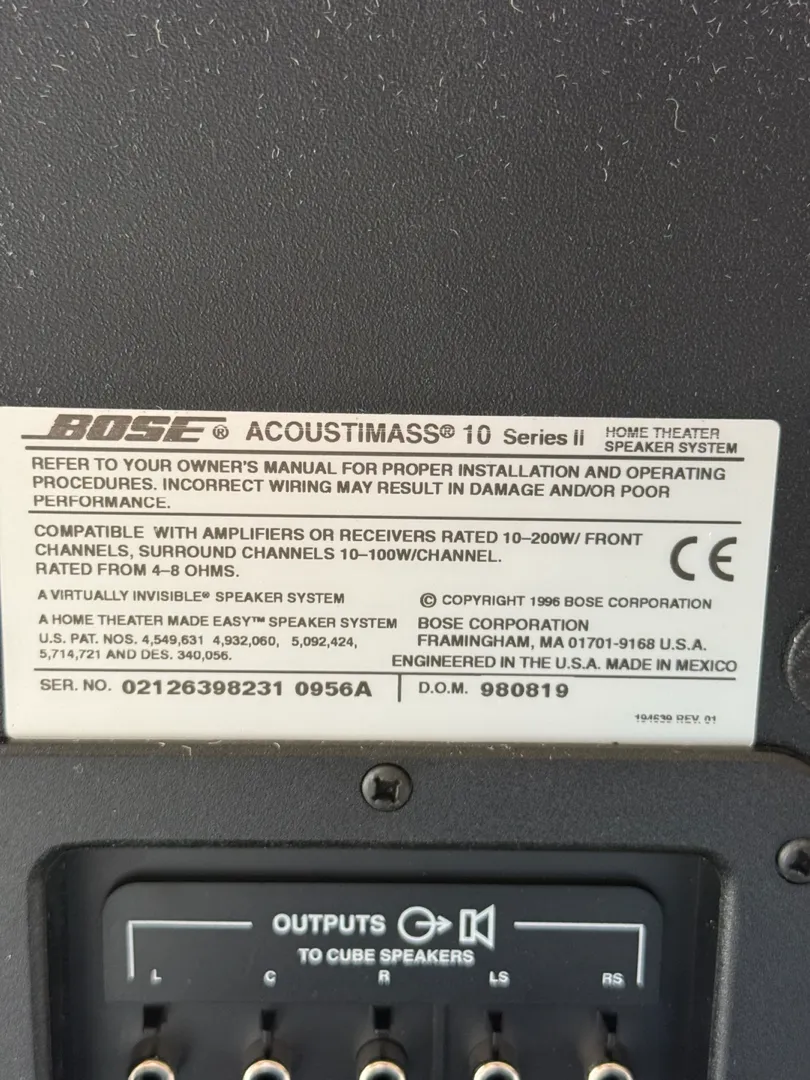 BOSE® ACOUSTIMASS® 10 Series II HOME THEATER SPEAKER SYSTEM
REFER TO YOUR OWNER'S MANUAL FOR PROPER INSTALLATION AND OPERATING
PROCEDURES. INCORRECT WIRING MAY RESULT IN DAMAGE AND/OR POOR
PERFORMANCE.
COMPATIBLE WITH AMPLIFIERS OR RECEIVERS RATED 10–200W/ FRONT
CHANNELS, SURROUND CHANNELS 10–100W/CHANNEL.
RATED FROM 4–8 OHMS.
CE
A VIRTUALLY INVISIBLE® SPEAKER SYSTEM
A HOME THEATER MADE EASY™ SPEAKER SYSTEM
U.S. PAT. NOS. 4,549,631 4,932,060, 5,092,424,
5,714,721 AND DES. 340,056.
© COPYRIGHT 1996 BOSE CORPORATION
BOSE CORPORATION
FRAMINGHAM, MA 01701-9168 U.S.A.
ENGINEERED IN THE U.S.A. MADE IN MEXICO
SER. NO. 02126398231 0956A D.O.M. 980819
194639 REV. 01
OUTPUTS
TO CUBE SPEAKERS
L C R LS RS